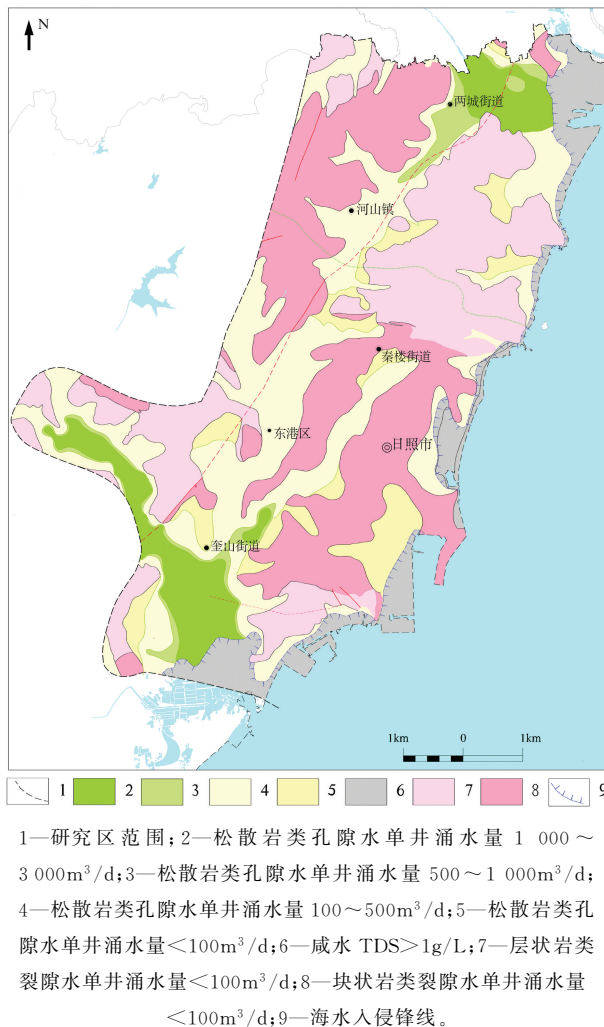 N
两城街道
河山镇
秦楼街道
东港区
日照市
奎山街道
1km 0 1km
1 2 3 4 5 6 7 8 9
1—研究区范围;2—松散岩类孔隙水单井涌水量 1 000～
3 000m³/d;3—松散岩类孔隙水单井涌水量 500～1 000m³/d;
4—松散岩类孔隙水单井涌水量 100～500m³/d;5—松散岩类孔
隙水单井涌水量<100m³/d;6—咸水 TDS>1g/L;7—层状岩类
裂隙水单井涌水量<100m³/d;8—块状岩类裂隙水单井涌水量
<100m³/d;9—海水入侵锋线。